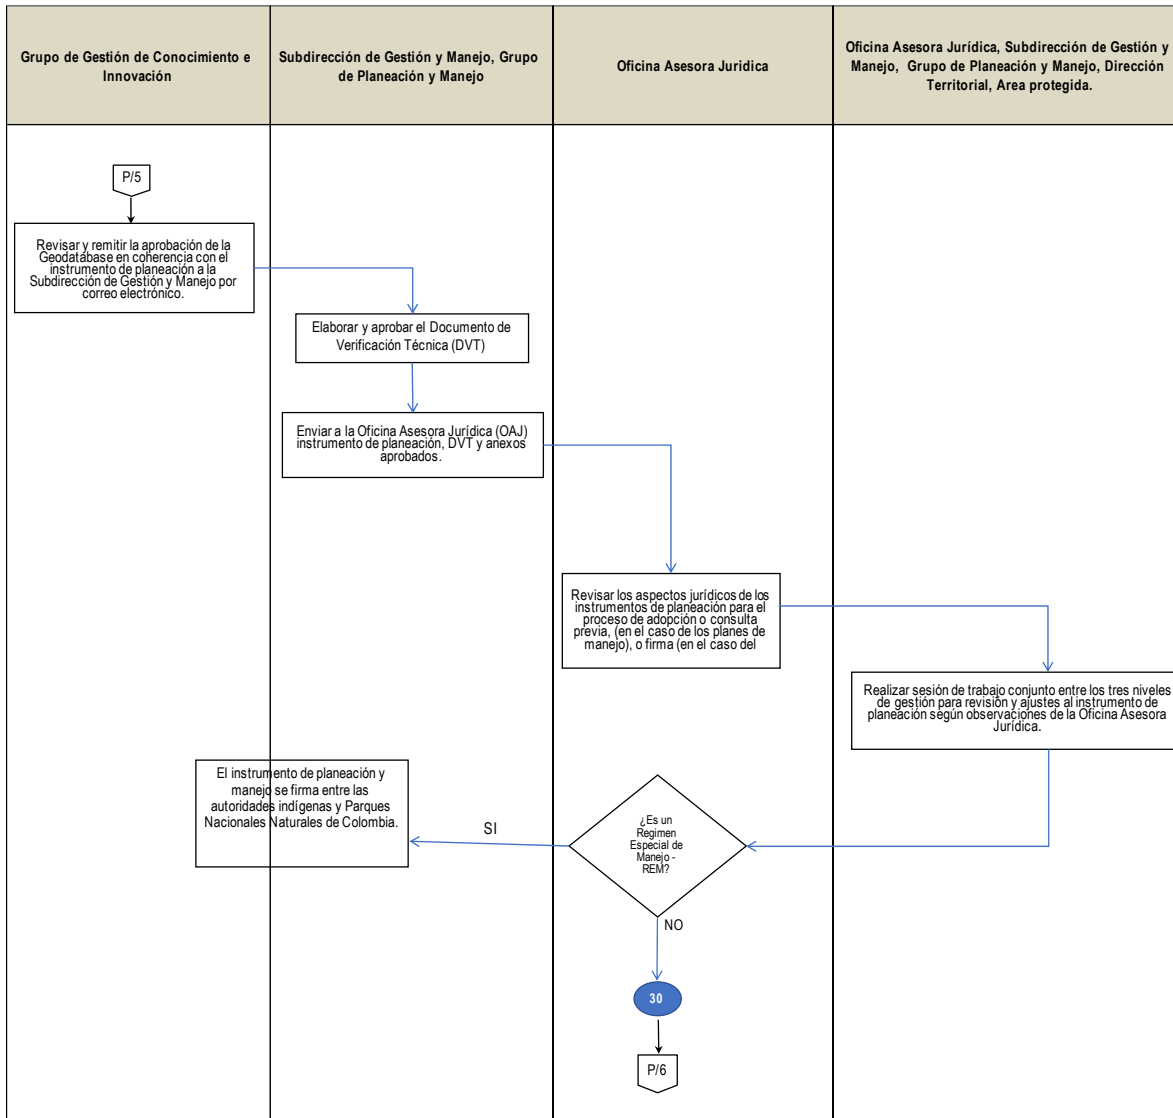 Grupo de Gestión de Conocimiento e
Innovación
Subdirección de Gestión y Manejo, Grupo
de Planeación y Manejo
Oficina Asesora Juridica
Oficina Asesora Jurídica, Subdirección de Gestión y
Manejo, Grupo de Planeación y Manejo, Dirección
Territorial, Area protegida.
P/5
Revisar y remitir la aprobación de la
Geodatábase en coherencia con el
instrumento de planeación a la
Subdirección de Gestión y Manejo por
correo electrónico.
Elaborar y aprobar el Documento de
Verificación Técnica (DVT)
Enviar a la Oficina Asesora Jurídica (OAJ)
instrumento de planeación, DVT y anexos
aprobados.
Revisar los aspectos jurídicos de los
instrumentos de planeación para el
proceso de adopción o consulta
previa, (en el caso de los planes de
manejo), o firma (en el caso del
Realizar sesión de trabajo conjunto entre los tres niveles
de gestión para revisión y ajustes al instrumento de
planeación según observaciones de la Oficina Asesora
Jurídica.
El instrumento de planeación y
manejo se firma entre las
autoridades indígenas y Parques
Nacionales Naturales de Colombia.
SI
¿Es un
Regimen
Especial de
Manejo -
REM?
NO
30
P/6